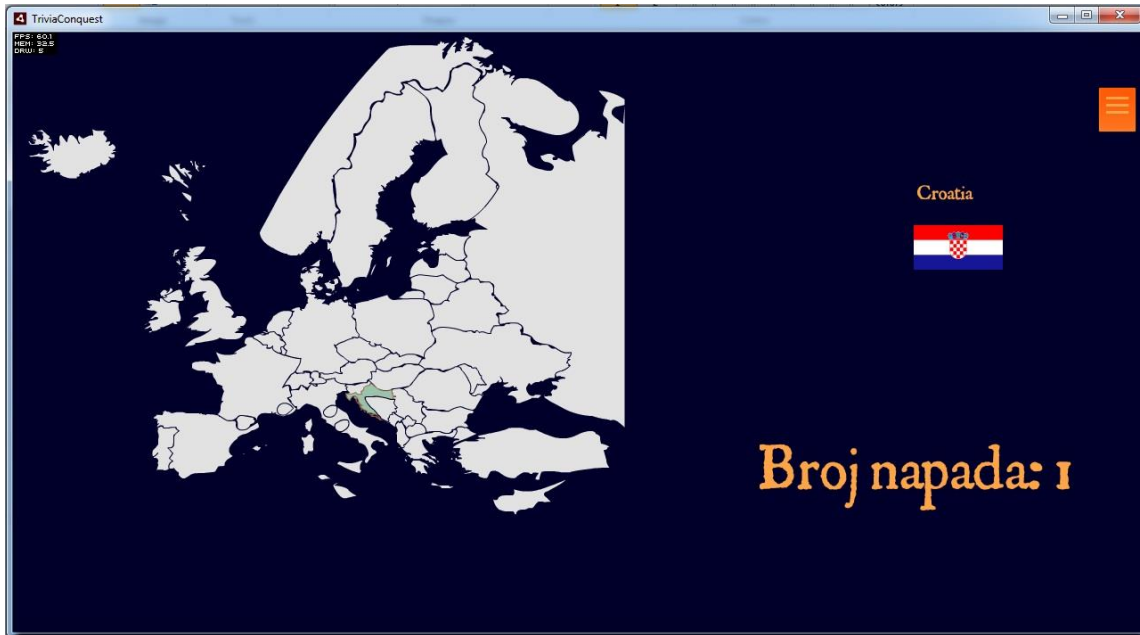 TriviaConquest
FPS: 60.1
MEM: 32.5
DRW: 5
Croatia
Broj napada: 1